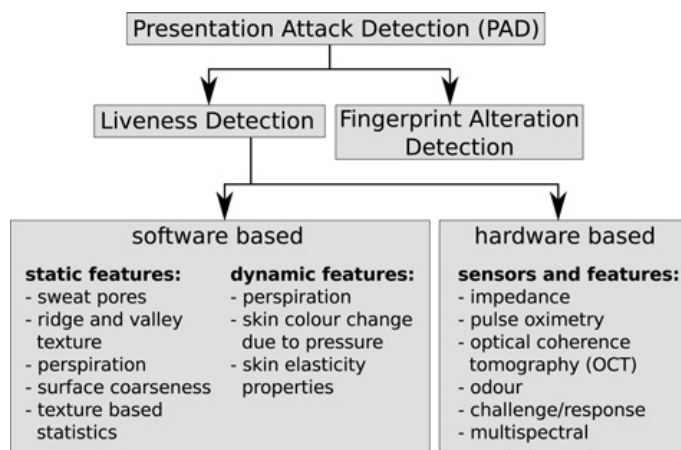 Presentation Attack Detection (PAD)
Liveness Detection
Fingerprint Alteration
Detection
software based
static features:
- sweat pores
- ridge and valley
texture
- perspiration
- surface coarseness
- texture based
statistics
dynamic features:
- perspiration
- skin colour change
due to pressure
- skin elasticity
properties
hardware based
sensors and features:
- impedance
- pulse oximetry
- optical coherence
tomography (OCT)
- odour
- challenge/response
- multispectral